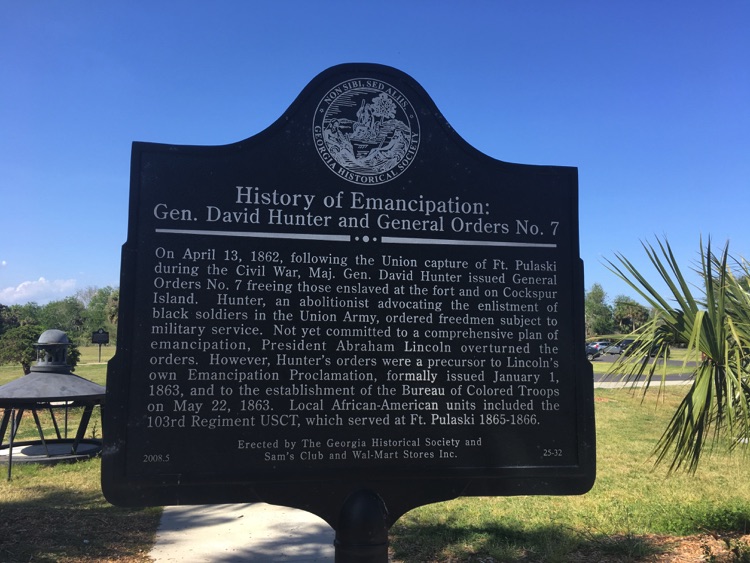 NON SIBI, SED ALIIS
GEORGIA HISTORICAL SOCIETY
History of Emancipation:
Gen. David Hunter and General Orders No. 7
On April 13, 1862, following the Union capture of Ft. Pulaski
during the Civil War, Maj. Gen. David Hunter issued General
Orders No. 7 freeing those enslaved at the fort and on Cockspur
Island. Hunter, an abolitionist advocating the enlistment of
black soldiers in the Union Army, ordered freedmen subject to
military service. Not yet committed to a comprehensive plan of
emancipation, President Abraham Lincoln overturned the
orders. However, Hunter's orders were a precursor to Lincoln's
own Emancipation Proclamation, formally issued January 1,
1863, and to the establishment of the Bureau of Colored Troops
on May 22, 1863. Local African-American units included the
103rd Regiment USCT, which served at Ft. Pulaski 1865-1866.
Erected by The Georgia Historical Society and
Sam's Club and Wal-Mart Stores Inc.
2008.5
25-32